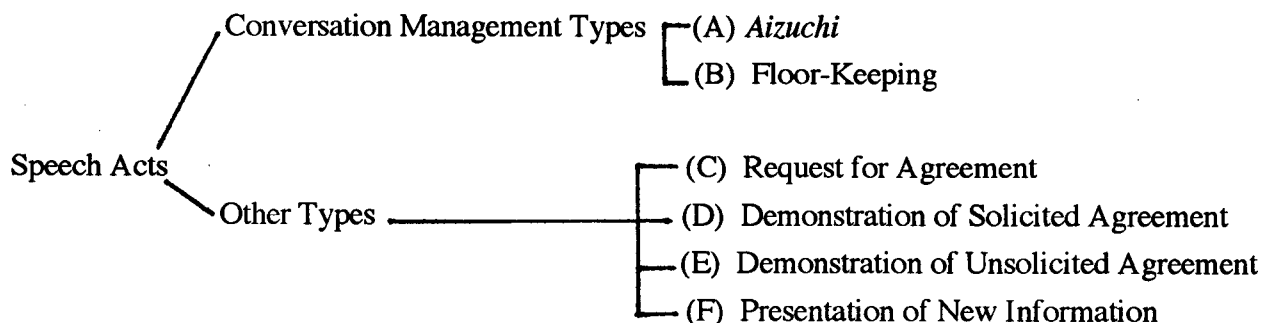 Conversation Management Types (A) Aizuchi
(B) Floor-Keeping
Speech Acts
(C) Request for Agreement
Other Types (D) Demonstration of Solicited Agreement
(E) Demonstration of Unsolicited Agreement
(F) Presentation of New Information